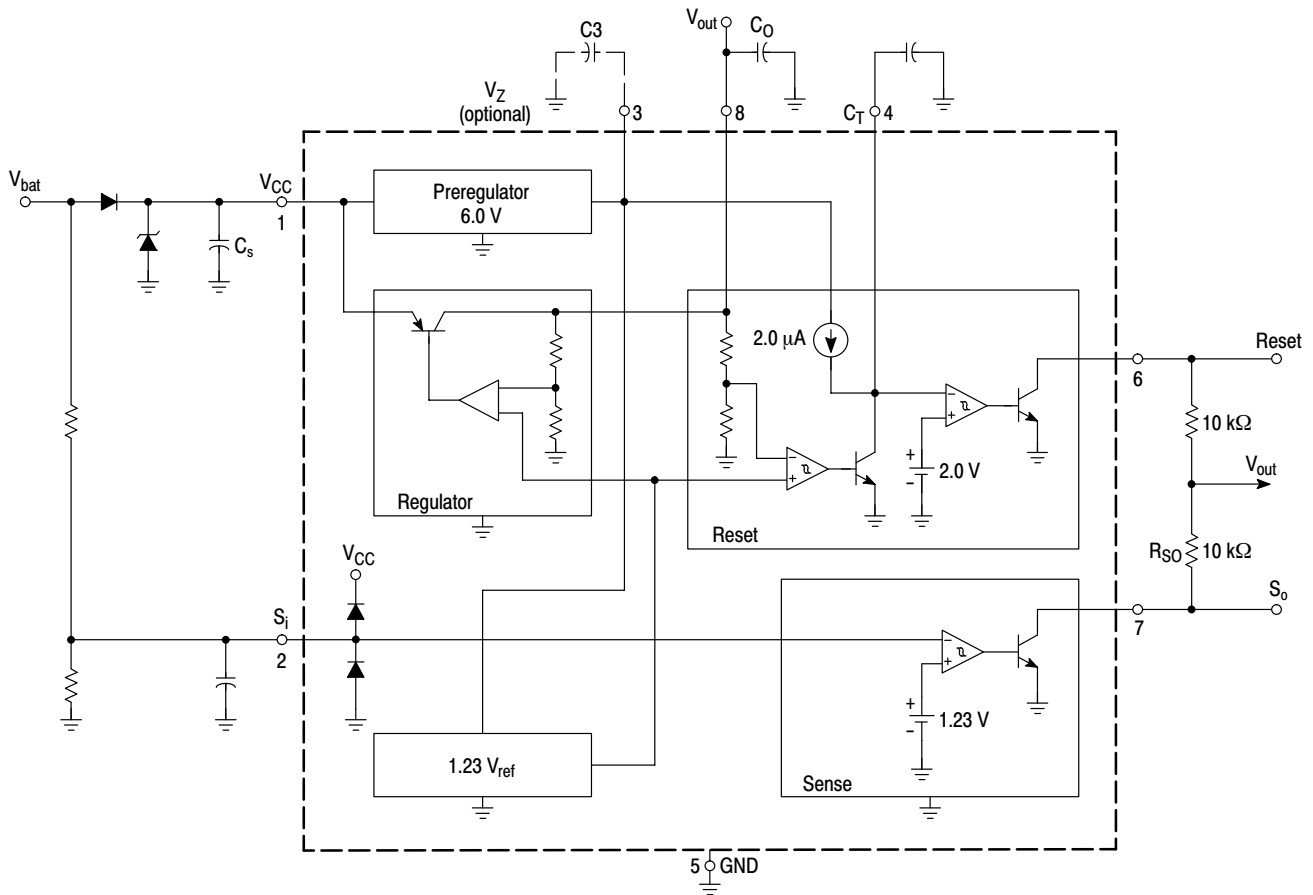 C3
V_out
C_O
V_Z
(optional)
3
8
C_T
4
V_bat
V_CC
1
Preregulator
6.0 V
C_s
2.0 μA
Reset
6
10 kΩ
2.0 V
V_out
Regulator
Reset
R_SO
10 kΩ
V_CC
S_i
2
S_o
7
1.23 V
1.23 V_ref
Sense
5
GND
+
-
+
-
+
-
+
-
+
-